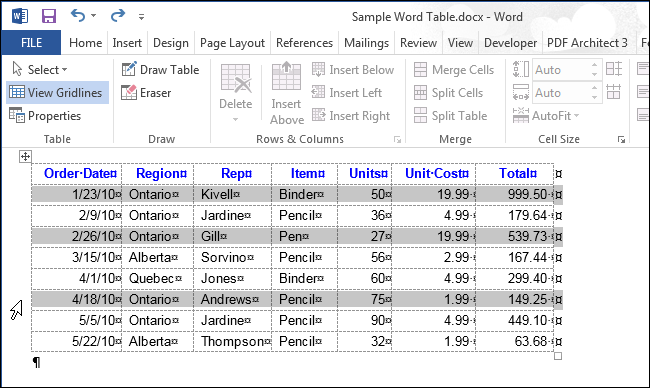 Sample Word Table.docx - Word
FILE Home Insert Design Page Layout References Mailings Review View Developer PDF Architect 3
Select View Gridlines Properties
Table
Draw Table Eraser
Draw
Delete Insert Above Insert Below Insert Left Insert Right
Rows & Columns
Merge Cells Split Cells Split Table
Merge
Auto Auto AutoFit
Cell Size
Order·Date¤ Region¤ Rep¤ Item¤ Units¤ Unit·Cost¤ Total¤ ¤
1/23/10¤ Ontario¤ Kivell¤ Binder¤ 50¤ 19.99·¤ 999.50·¤ ¤
2/9/10¤ Ontario¤ Jardine¤ Pencil¤ 36¤ 4.99·¤ 179.64·¤ ¤
2/26/10¤ Ontario¤ Gill¤ Pen¤ 27¤ 19.99·¤ 539.73·¤ ¤
3/15/10¤ Alberta¤ Sorvino¤ Pencil¤ 56¤ 2.99·¤ 167.44·¤ ¤
4/1/10¤ Quebec¤ Jones¤ Binder¤ 60¤ 4.99·¤ 299.40·¤ ¤
4/18/10¤ Ontario¤ Andrews¤ Pencil¤ 75¤ 1.99·¤ 149.25·¤ ¤
5/5/10¤ Ontario¤ Jardine¤ Pencil¤ 90¤ 4.99·¤ 449.10·¤ ¤
5/22/10¤ Alberta¤ Thompson¤ Pencil¤ 32¤ 1.99·¤ 63.68·¤ ¤
¶